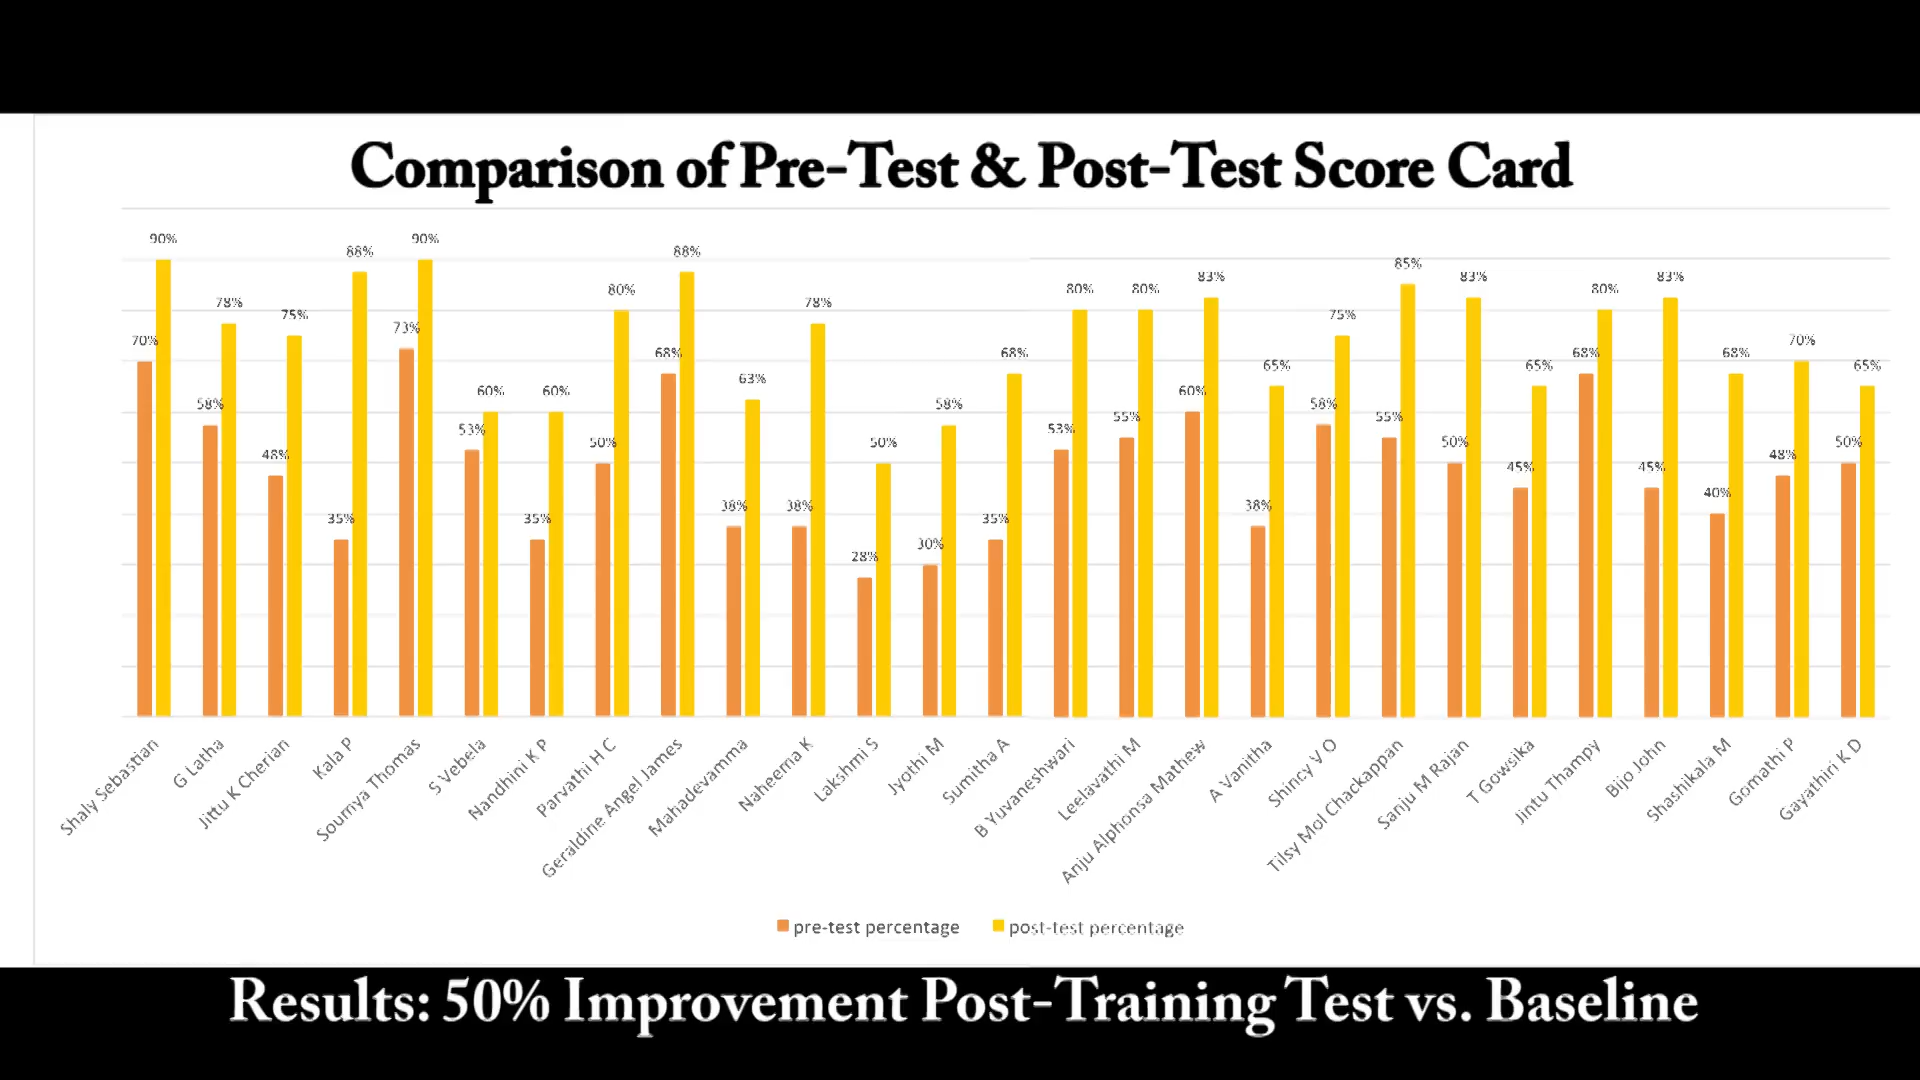 Comparison of Pre-Test & Post-Test Score Card
90% 90%
88% 88%
85%
83% 83% 83%
80% 80% 80% 80%
78% 78%
75% 75%
73%
70% 70%
68% 68% 68% 68%
65% 65% 65%
63%
60% 60% 60%
58% 58% 58%
55% 55%
53% 53%
50% 50% 50% 50%
48% 48%
45% 45%
40%
38% 38% 38%
35% 35% 35%
30%
28%
Shaly Sebastian
G Latha
Jittu K Cherian
Kala P
Soumya Thomas
S Vebela
Nandhini K P
Parvathi H C
Geraldine Angel James
Mahadevamma
Naheema K
Lakshmi S
Jyothi M
Sumitha A
B Yuvaneshwari
Leelavathi M
Anju Alphonsa Mathew
A Vanitha
Shincy V O
Tilsy Mol Chackappan
Sanju M Rajan
T Gowsika
Jintu Thampy
Bijo John
Shashikala M
Gomathi P
Gayathiri K D
pre-test percentage post-test percentage
Results: 50% Improvement Post-Training Test vs. Baseline